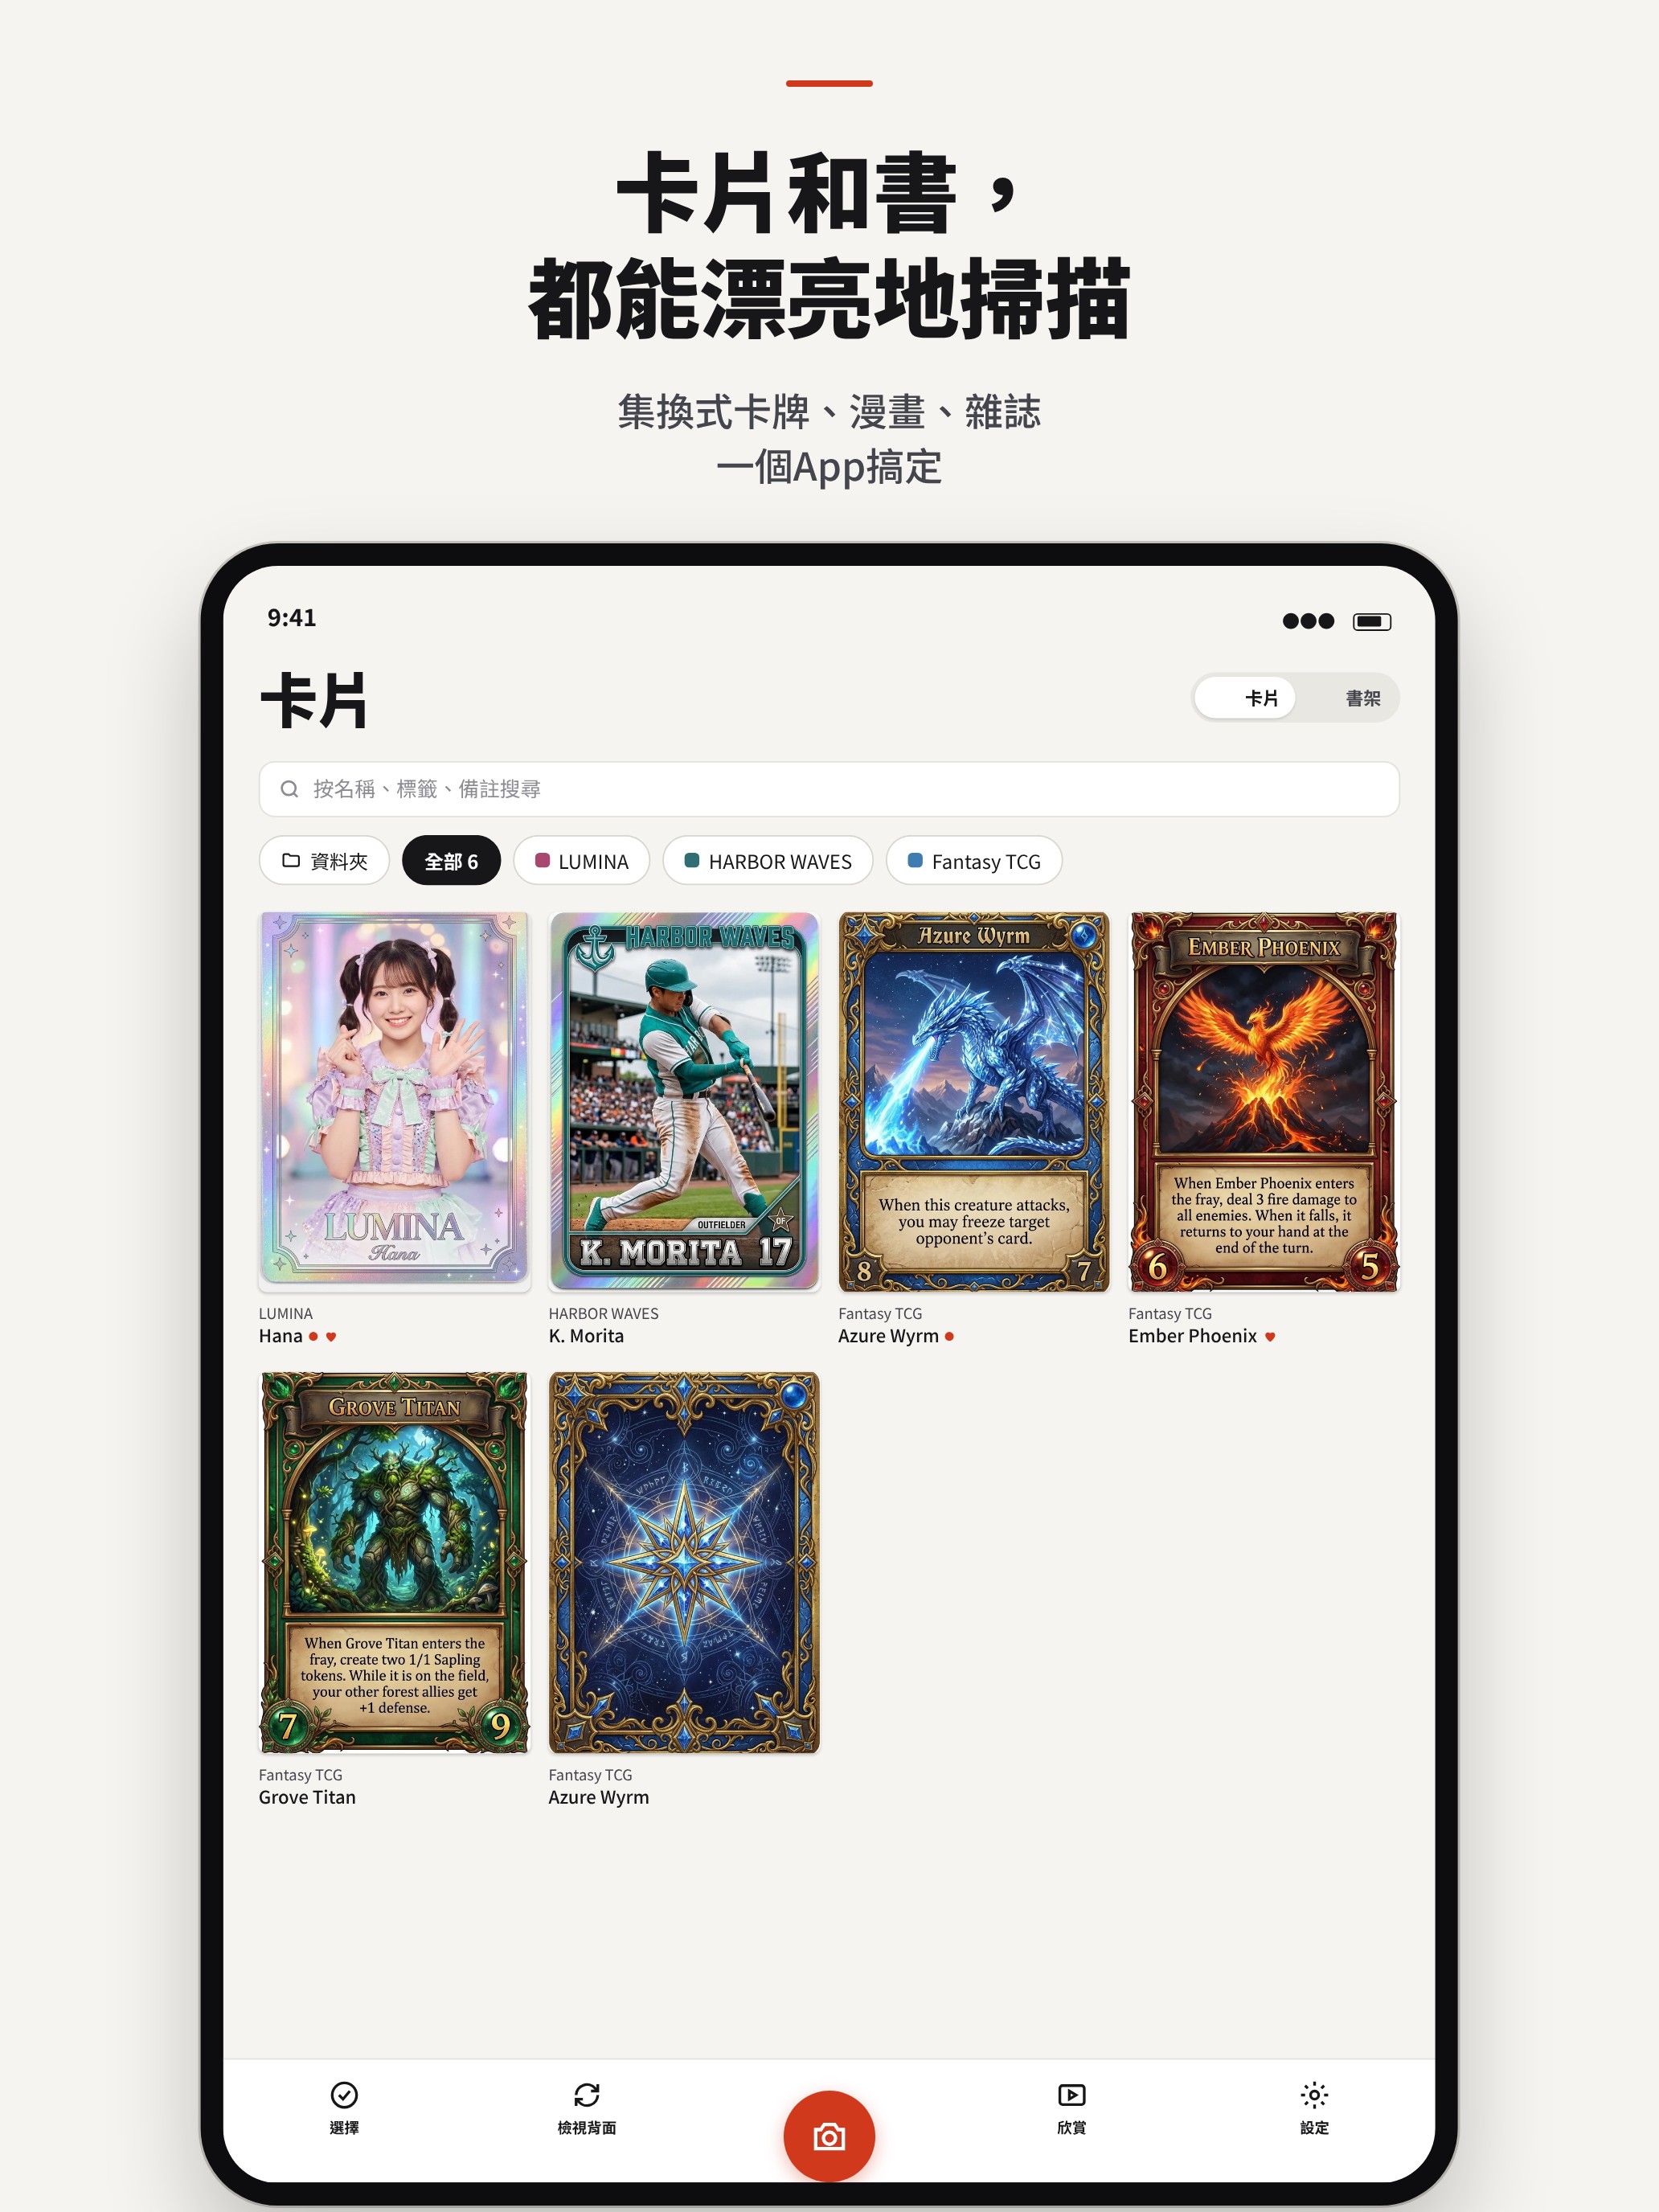 卡片和書，
都能漂亮地掃描
集換式卡牌、漫畫、雜誌
一個App搞定
9:41
卡片
卡片 書架
按名稱、標籤、備註搜尋
資料夾 全部 6 LUMINA HARBOR WAVES Fantasy TCG
LUMINA
Hana
HARBOR WAVES
OUTFIELDER
OF
K. MORITA 17
Azure Wyrm
When this creature attacks,
you may freeze target
opponent's card.
8 7
EMBER PHOENIX
When Ember Phoenix enters
the fray, deal 3 fire damage to
all enemies. When it falls, it
returns to your hand at the
end of the turn.
6 5
LUMINA
Hana
HARBOR WAVES
K. Morita
Fantasy TCG
Azure Wyrm
Fantasy TCG
Ember Phoenix
GROVE TITAN
When Grove Titan enters the
fray, create two 1/1 Sapling
tokens. While it is on the field,
your other forest allies get
+1 defense.
7 9
Fantasy TCG
Grove Titan
Fantasy TCG
Azure Wyrm
選擇 檢視背面 欣賞 設定